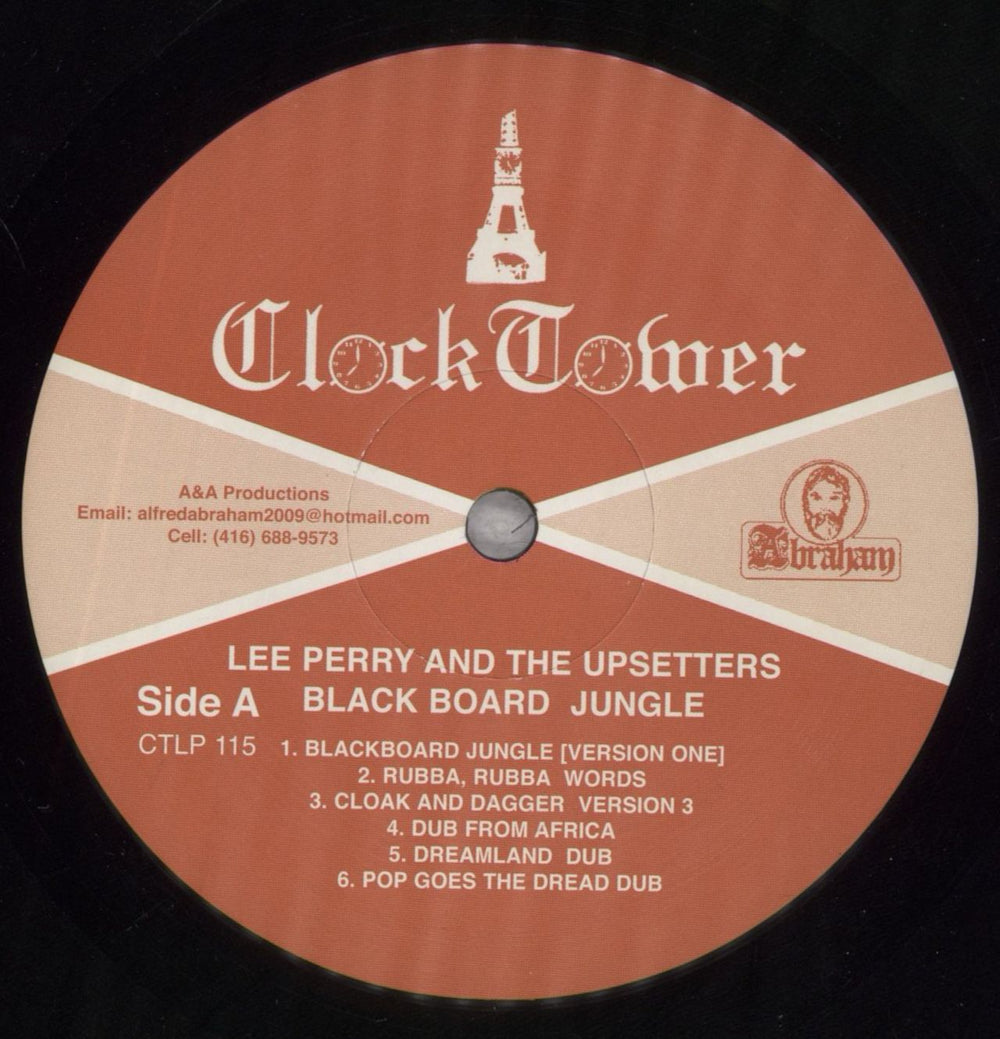 Clock Tower
A&A Productions
Email: alfredabraham2009@hotmail.com
Cell: (416) 688-9573
Abraham
LEE PERRY AND THE UPSETTERS
Side A BLACK BOARD JUNGLE
CTLP 115 1. BLACKBOARD JUNGLE [VERSION ONE]
2. RUBBA, RUBBA WORDS
3. CLOAK AND DAGGER VERSION 3
4. DUB FROM AFRICA
5. DREAMLAND DUB
6. POP GOES THE DREAD DUB